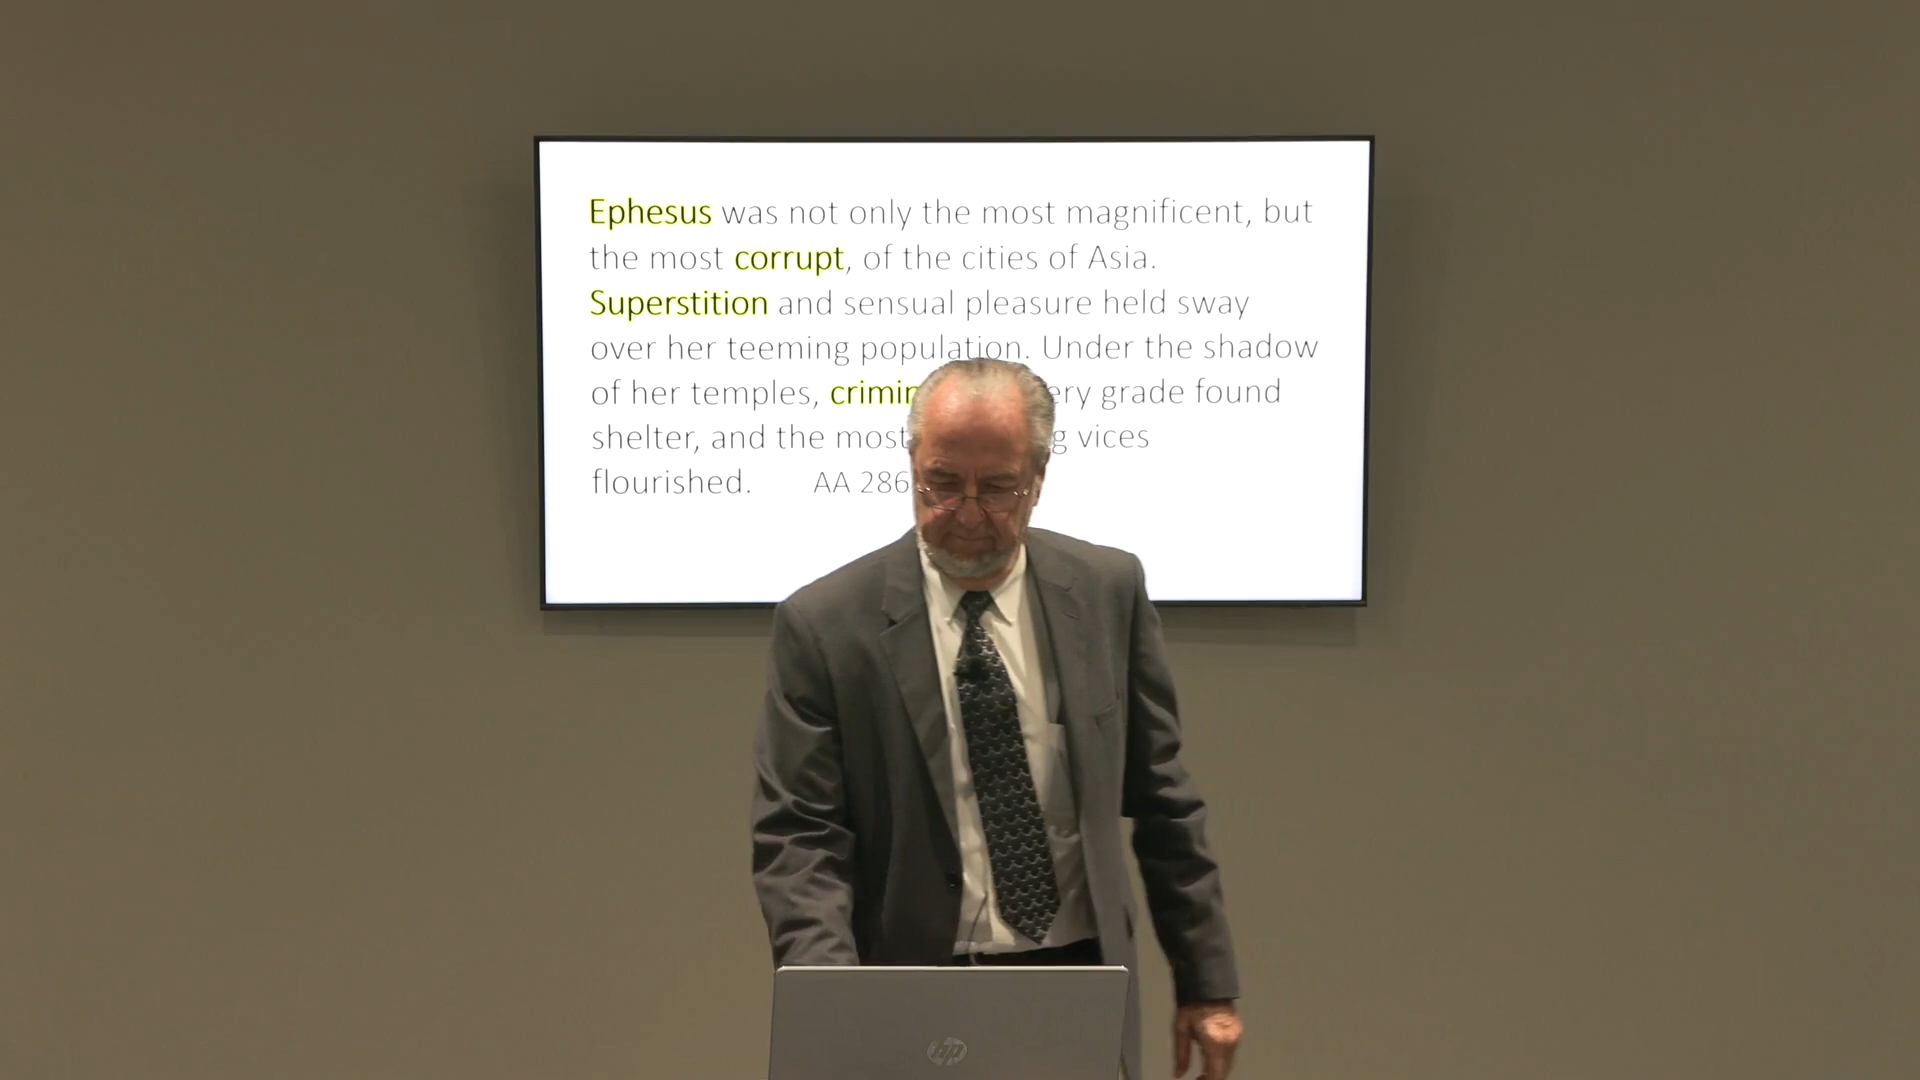 Ephesus was not only the most magnificent, but
the most corrupt, of the cities of Asia.
Superstition and sensual pleasure held sway
over her teeming population. Under the shadow
of her temples, grade found
shelter, and the most vices
flourished. AA 286
hp